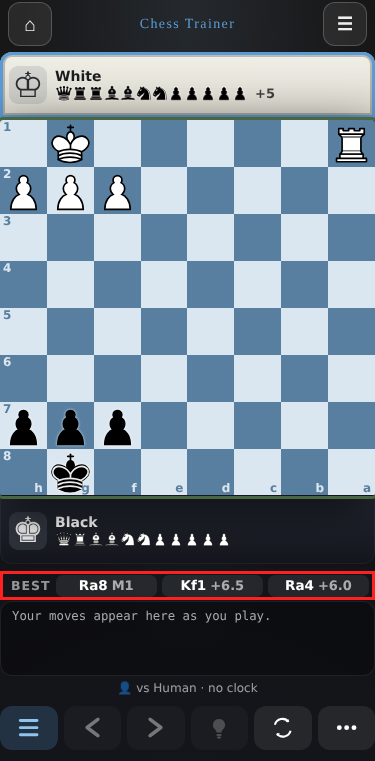 Chess Trainer
White
+5
1
2
3
4
5
6
7
8
h g f e d c b a
Black
BEST Ra8 M1 Kf1 +6.5 Ra4 +6.0
Your moves appear here as you play.
vs Human · no clock